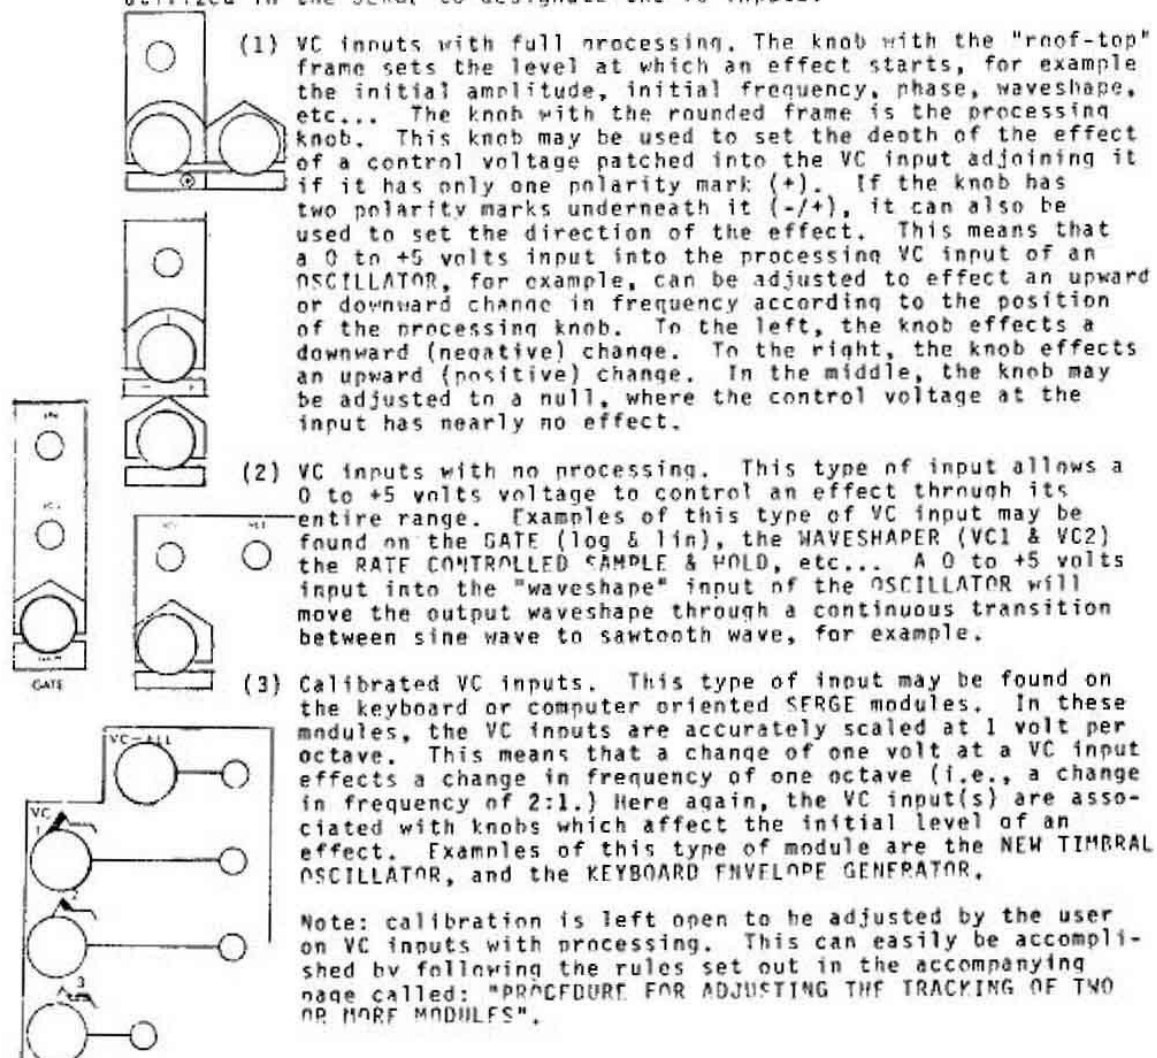 utilized in the SERGE to designate the VC inputs.
(1) VC inputs with full processing. The knob with the "roof-top"
frame sets the level at which an effect starts, for example
the initial amplitude, initial frequency, phase, waveshape,
etc... The knob with the rounded frame is the processing
knob. This knob may be used to set the depth of the effect
of a control voltage patched into the VC input adjoining it
if it has only one polarity mark (+). If the knob has
two polarity marks underneath it (-/+), it can also be
used to set the direction of the effect. This means that
a 0 to +5 volts input into the processing VC input of an
OSCILLATOR, for example, can be adjusted to effect an upward
or downward change in frequency according to the position
of the processing knob. To the left, the knob effects a
downward (negative) change. To the right, the knob effects
an upward (positive) change. In the middle, the knob may
be adjusted to a null, where the control voltage at the
input has nearly no effect.
- +
IN
(2) VC inputs with no processing. This type of input allows a
0 to +5 volts voltage to control an effect through its
entire range. Examples of this type of VC input may be
found on the GATE (log & lin), the WAVESHAPER (VC1 & VC2)
the RATE CONTROLLED SAMPLE & HOLD, etc... A 0 to +5 volts
input into the "waveshape" input of the OSCILLATOR will
move the output waveshape through a continuous transition
between sine wave to sawtooth wave, for example.
GAIN
GATE
(3) Calibrated VC inputs. This type of input may be found on
the keyboard or computer oriented SERGE modules. In these
modules, the VC inputs are accurately scaled at 1 volt per
octave. This means that a change of one volt at a VC input
effects a change in frequency of one octave (i.e., a change
in frequency of 2:1.) Here again, the VC input(s) are asso-
ciated with knobs which affect the initial level of an
effect. Examples of this type of module are the NEW TIMBRAL
OSCILLATOR, and the KEYBOARD ENVELOPE GENERATOR.
VC-ALL
VC
1
2
3
Note: calibration is left open to be adjusted by the user
on VC inputs with processing. This can easily be accompli-
shed by following the rules set out in the accompanying
page called: "PROCEDURE FOR ADJUSTING THE TRACKING OF TWO
OR MORE MODULES".